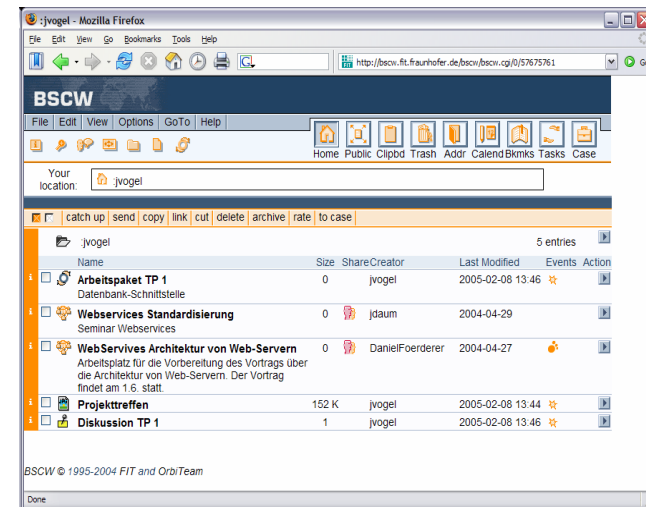 :jvogel - Mozilla Firefox
File Edit View Go Bookmarks Tools Help
http://bscw.fit.fraunhofer.de/bscw/bscw.cgi/0/57675761
BSCW
File Edit View Options GoTo Help
Home Public Clipbd Trash Addr Calend Bkmks Tasks Case
Your location: :jvogel
catch up send copy link cut delete archive rate to case
:jvogel 5 entries
Name Size Share Creator Last Modified Events Action
Arbeitspaket TP 1 0 jvogel 2005-02-08 13:46
Datenbank-Schnittstelle
Webservices Standardisierung 0 jdaum 2004-04-29
Seminar Webservices
WebServives Architektur von Web-Servern 0 DanielFoerderer 2004-04-27
Arbeitsplatz für die Vorbereitung des Vortrags über
die Architektur von Web-Servern. Der Vortrag
findet am 1.6. statt.
Projekttreffen 152 K jvogel 2005-02-08 13:44
Diskussion TP 1 1 jvogel 2005-02-08 13:46
BSCW © 1995-2004 FIT and OrbiTeam
Done